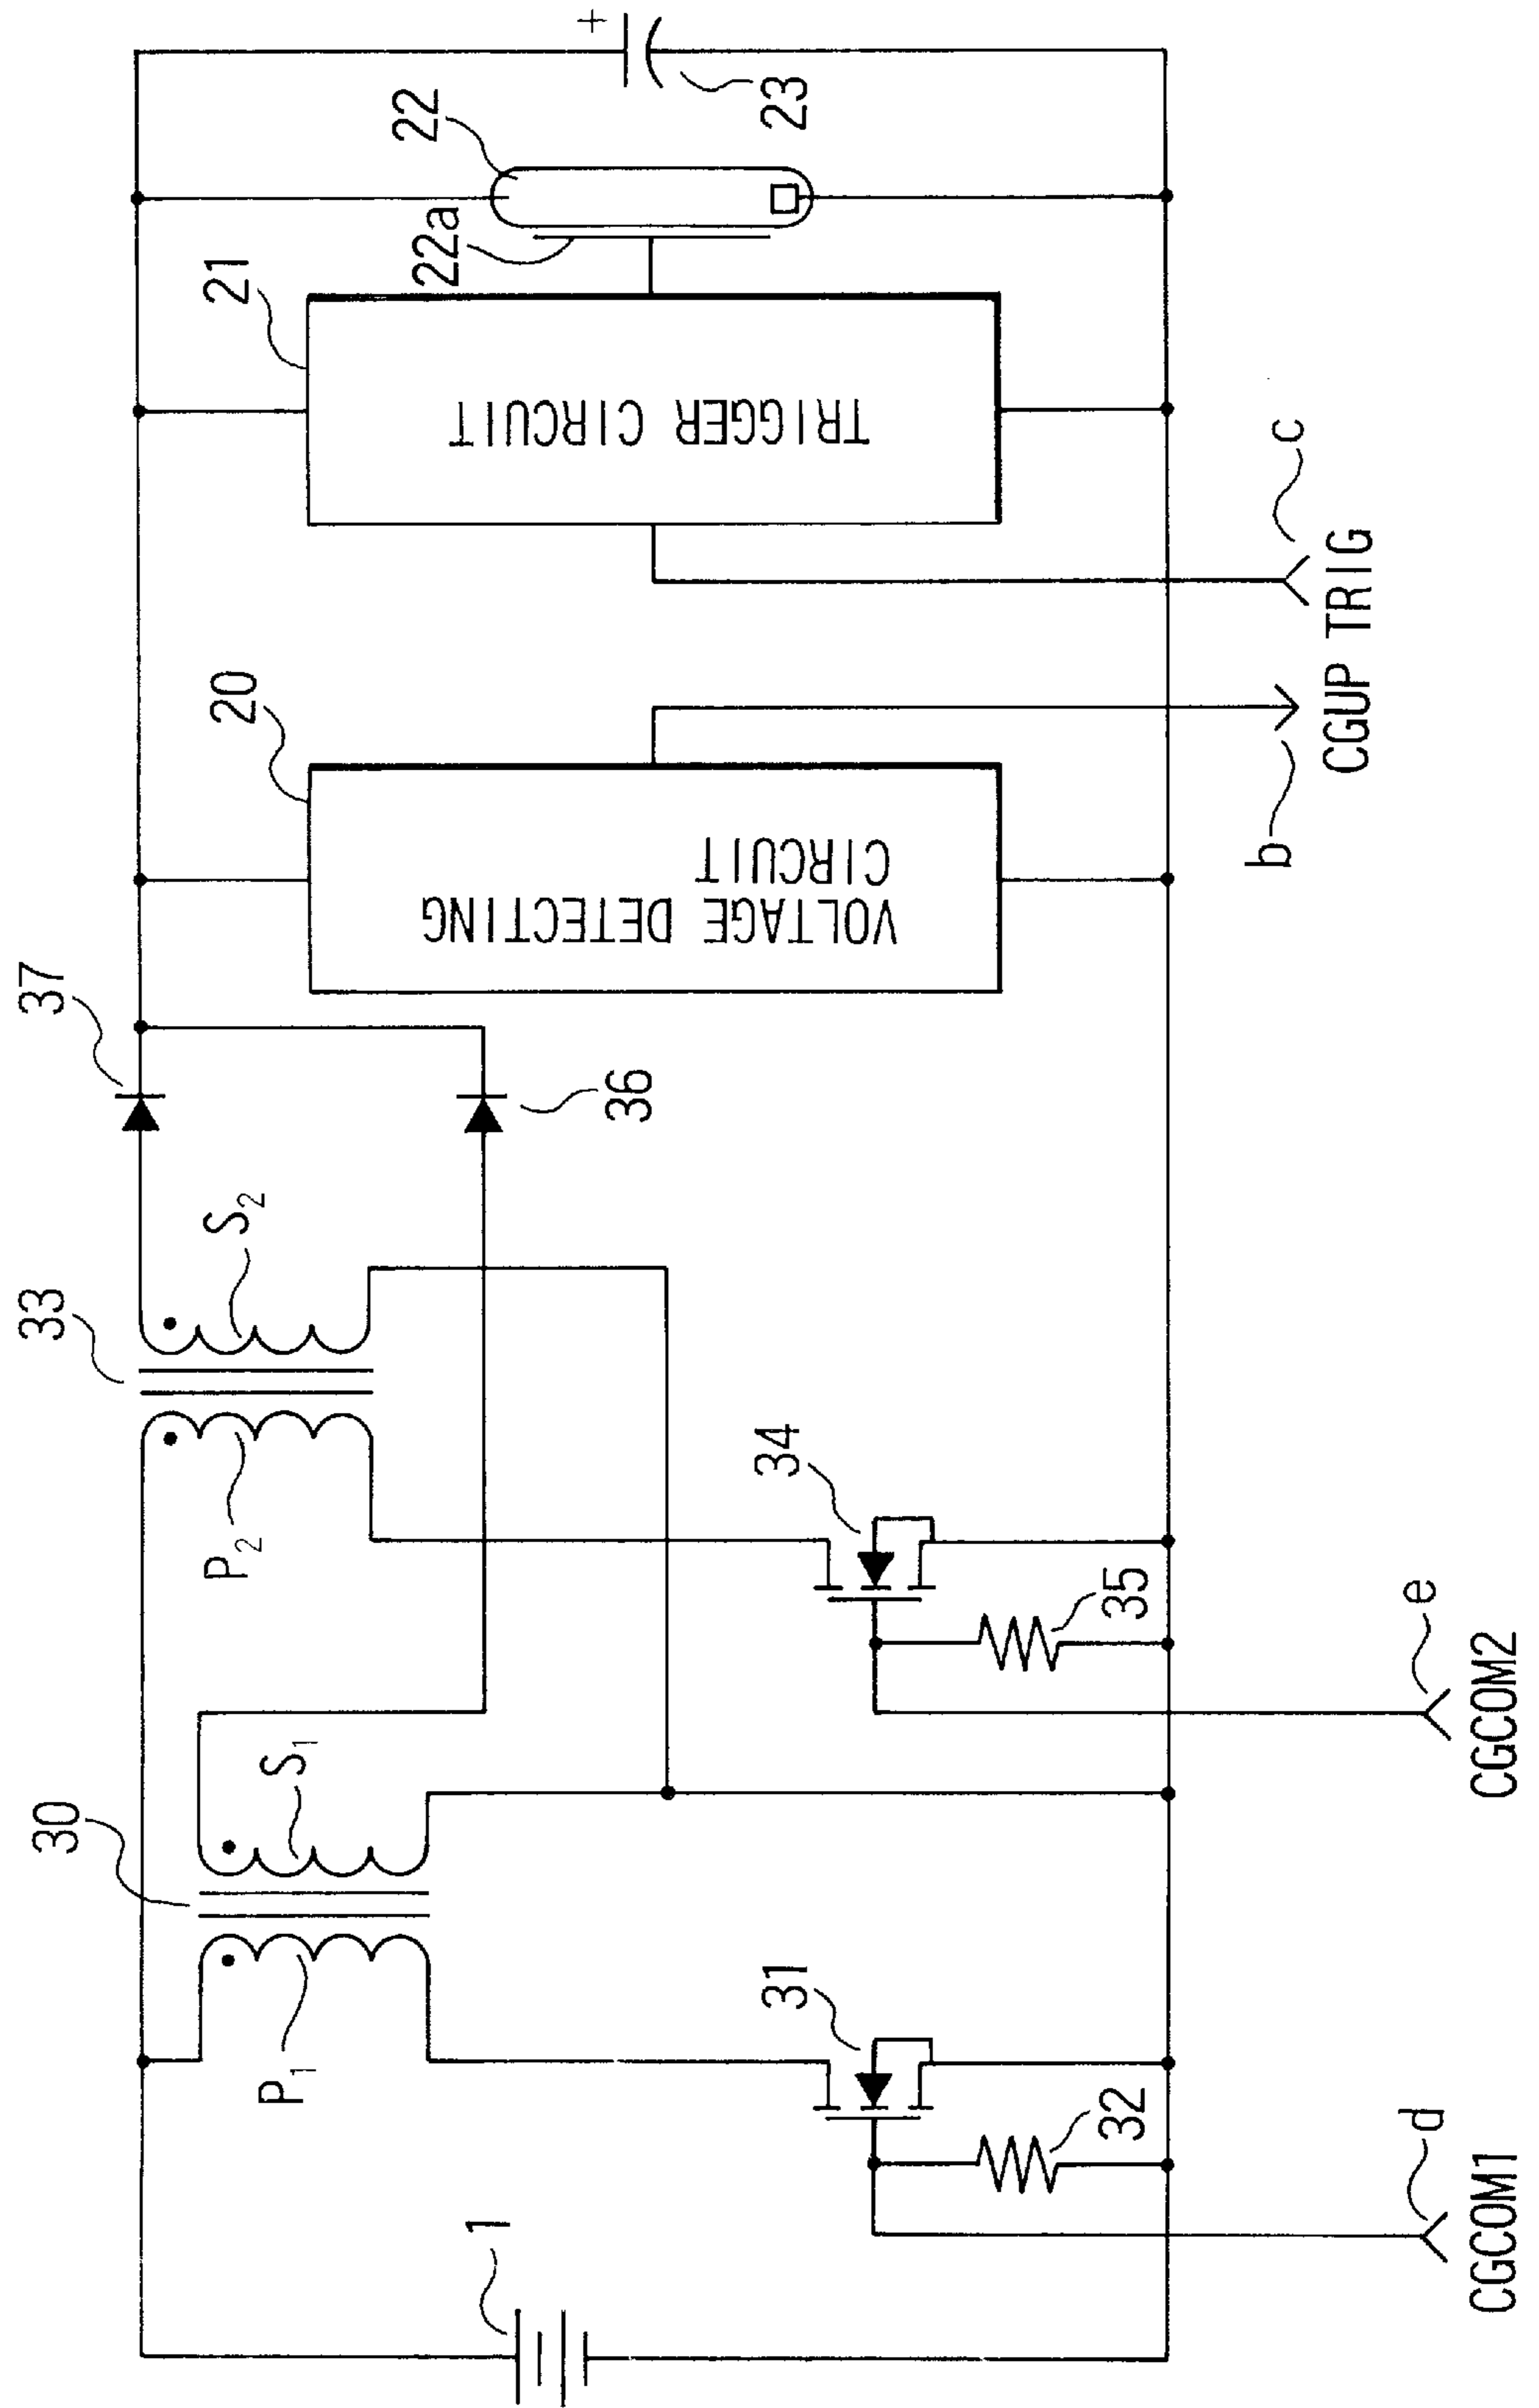 +
23
22
22a
21
TRIGGER CIRCUIT
c
TRIG
20
VOLTAGE DETECTING
CIRCUIT
b
CGUP
37
36
33
S2
P2
34
35
e
CGCOM2
30
S1
P1
31
32
d
CGCOM1
1